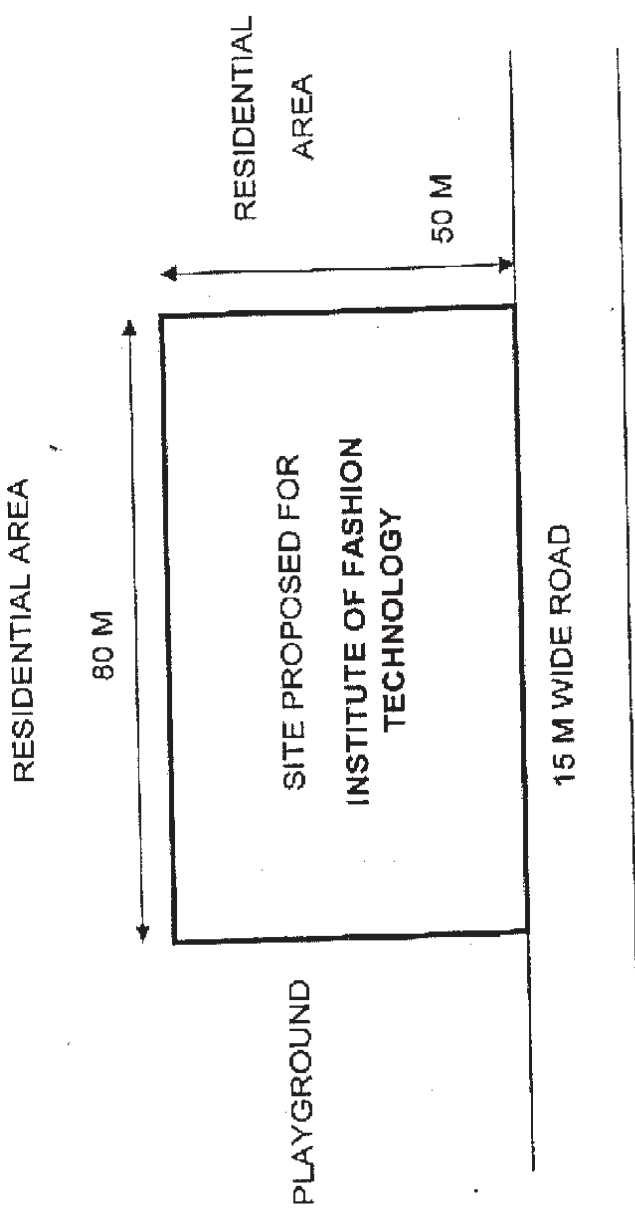 RESIDENTIAL AREA
80 M
RESIDENTIAL
AREA
50 M
PLAYGROUND
SITE PROPOSED FOR
INSTITUTE OF FASHION
TECHNOLOGY
15 M WIDE ROAD